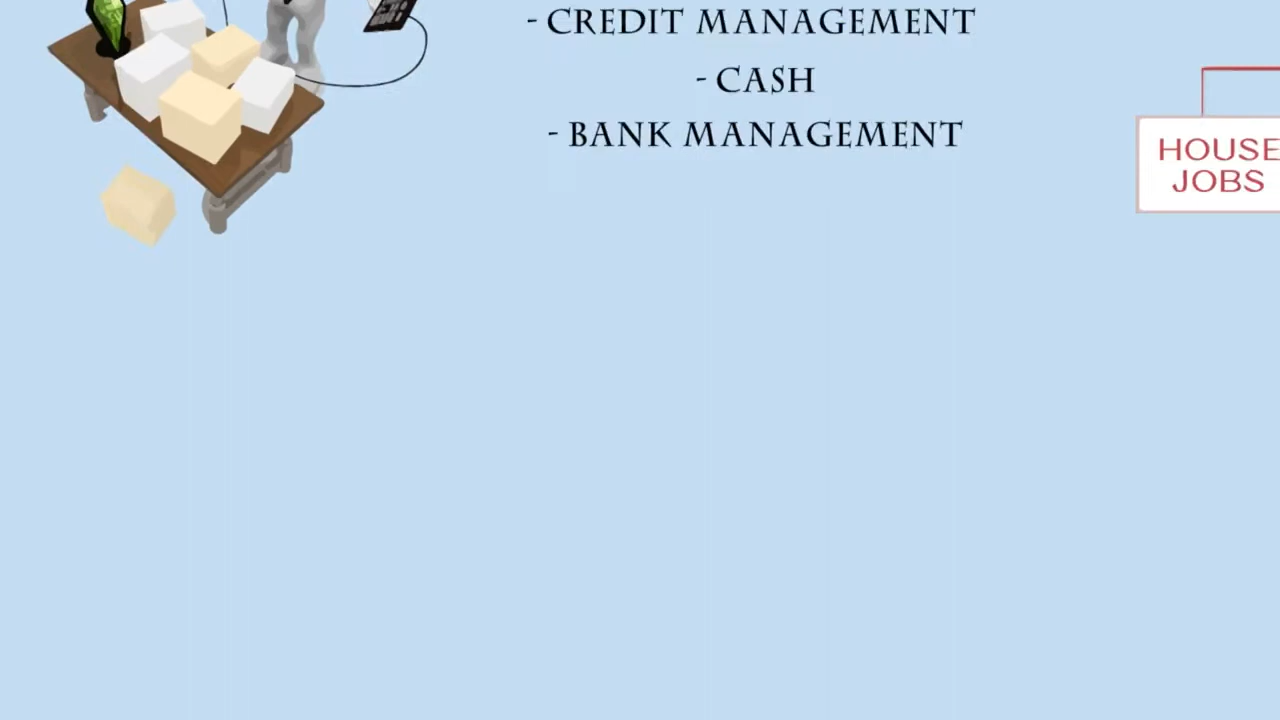 - CREDIT MANAGEMENT
- CASH
- BANK MANAGEMENT
HOUSE
JOBS